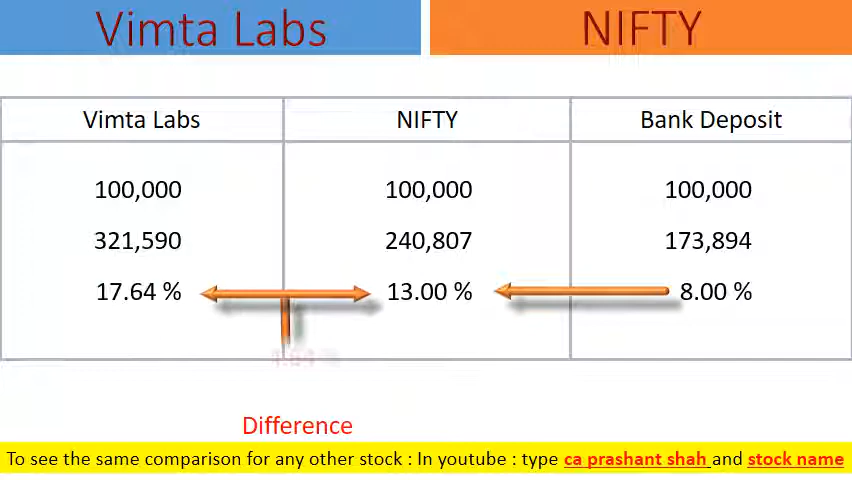 Vimta Labs NIFTY
Vimta Labs NIFTY Bank Deposit
100,000 100,000 100,000
321,590 240,807 173,894
17.64 % 13.00 % 8.00 %
Difference
To see the same comparison for any other stock : In youtube : type ca prashant shah and stock name